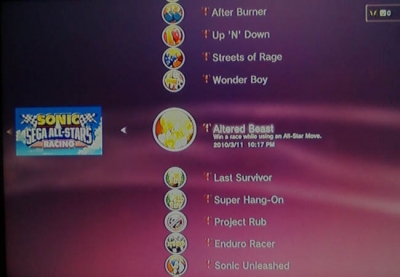 After Burner
Up 'N' Down
Streets of Rage
Wonder Boy
SONIC
SEGA ALL-STARS
RACING
Altered Beast
Win a race while using an All-Star Move.
2010/3/11 10:17 PM
Last Survivor
Super Hang-On
Project Rub
Enduro Racer
Sonic Unleashed